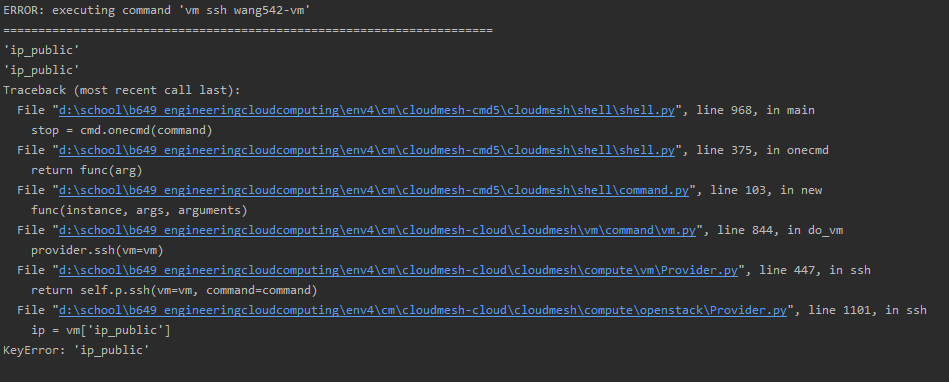 ERROR: executing command 'vm ssh wang542-vm'
======================================================================
'ip_public'
'ip_public'
Traceback (most recent call last):
  File "d:\school\b649_engineeringcloudcomputing\env4\cm\cloudmesh-cmd5\cloudmesh\shell\shell.py", line 968, in main
    stop = cmd.onecmd(command)
  File "d:\school\b649_engineeringcloudcomputing\env4\cm\cloudmesh-cmd5\cloudmesh\shell\shell.py", line 375, in onecmd
    return func(arg)
  File "d:\school\b649_engineeringcloudcomputing\env4\cm\cloudmesh-cmd5\cloudmesh\shell\command.py", line 103, in new
    func(instance, args, arguments)
  File "d:\school\b649_engineeringcloudcomputing\env4\cm\cloudmesh-cloud\cloudmesh\vm\command\vm.py", line 844, in do_vm
    provider.ssh(vm=vm)
  File "d:\school\b649_engineeringcloudcomputing\env4\cm\cloudmesh-cloud\cloudmesh\compute\vm\Provider.py", line 447, in ssh
    return self.p.ssh(vm=vm, command=command)
  File "d:\school\b649_engineeringcloudcomputing\env4\cm\cloudmesh-cloud\cloudmesh\compute\openstack\Provider.py", line 1101, in ssh
    ip = vm['ip_public']
KeyError: 'ip_public'